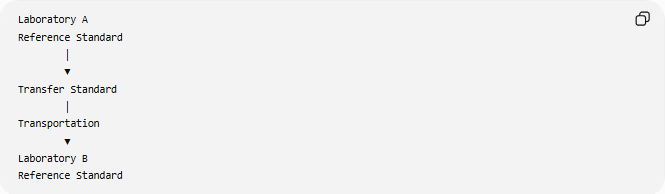 Laboratory A
Reference Standard
│
▼
Transfer Standard
│
Transportation
▼
Laboratory B
Reference Standard